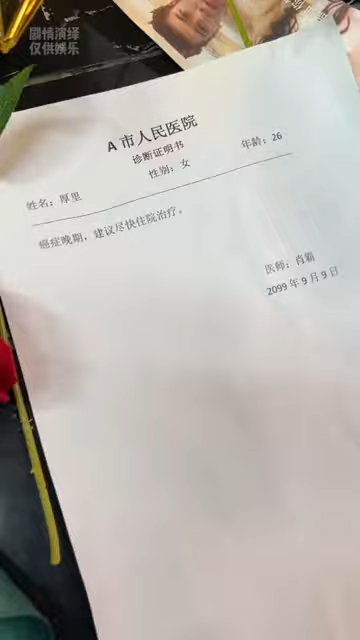 剧情演绎
仅供娱乐
A 市人民医院
诊断证明书
姓名：厚里 性别：女 年龄：26
癌症晚期，建议尽快住院治疗。
医师：肖霸
2099 年 9 月 9 日